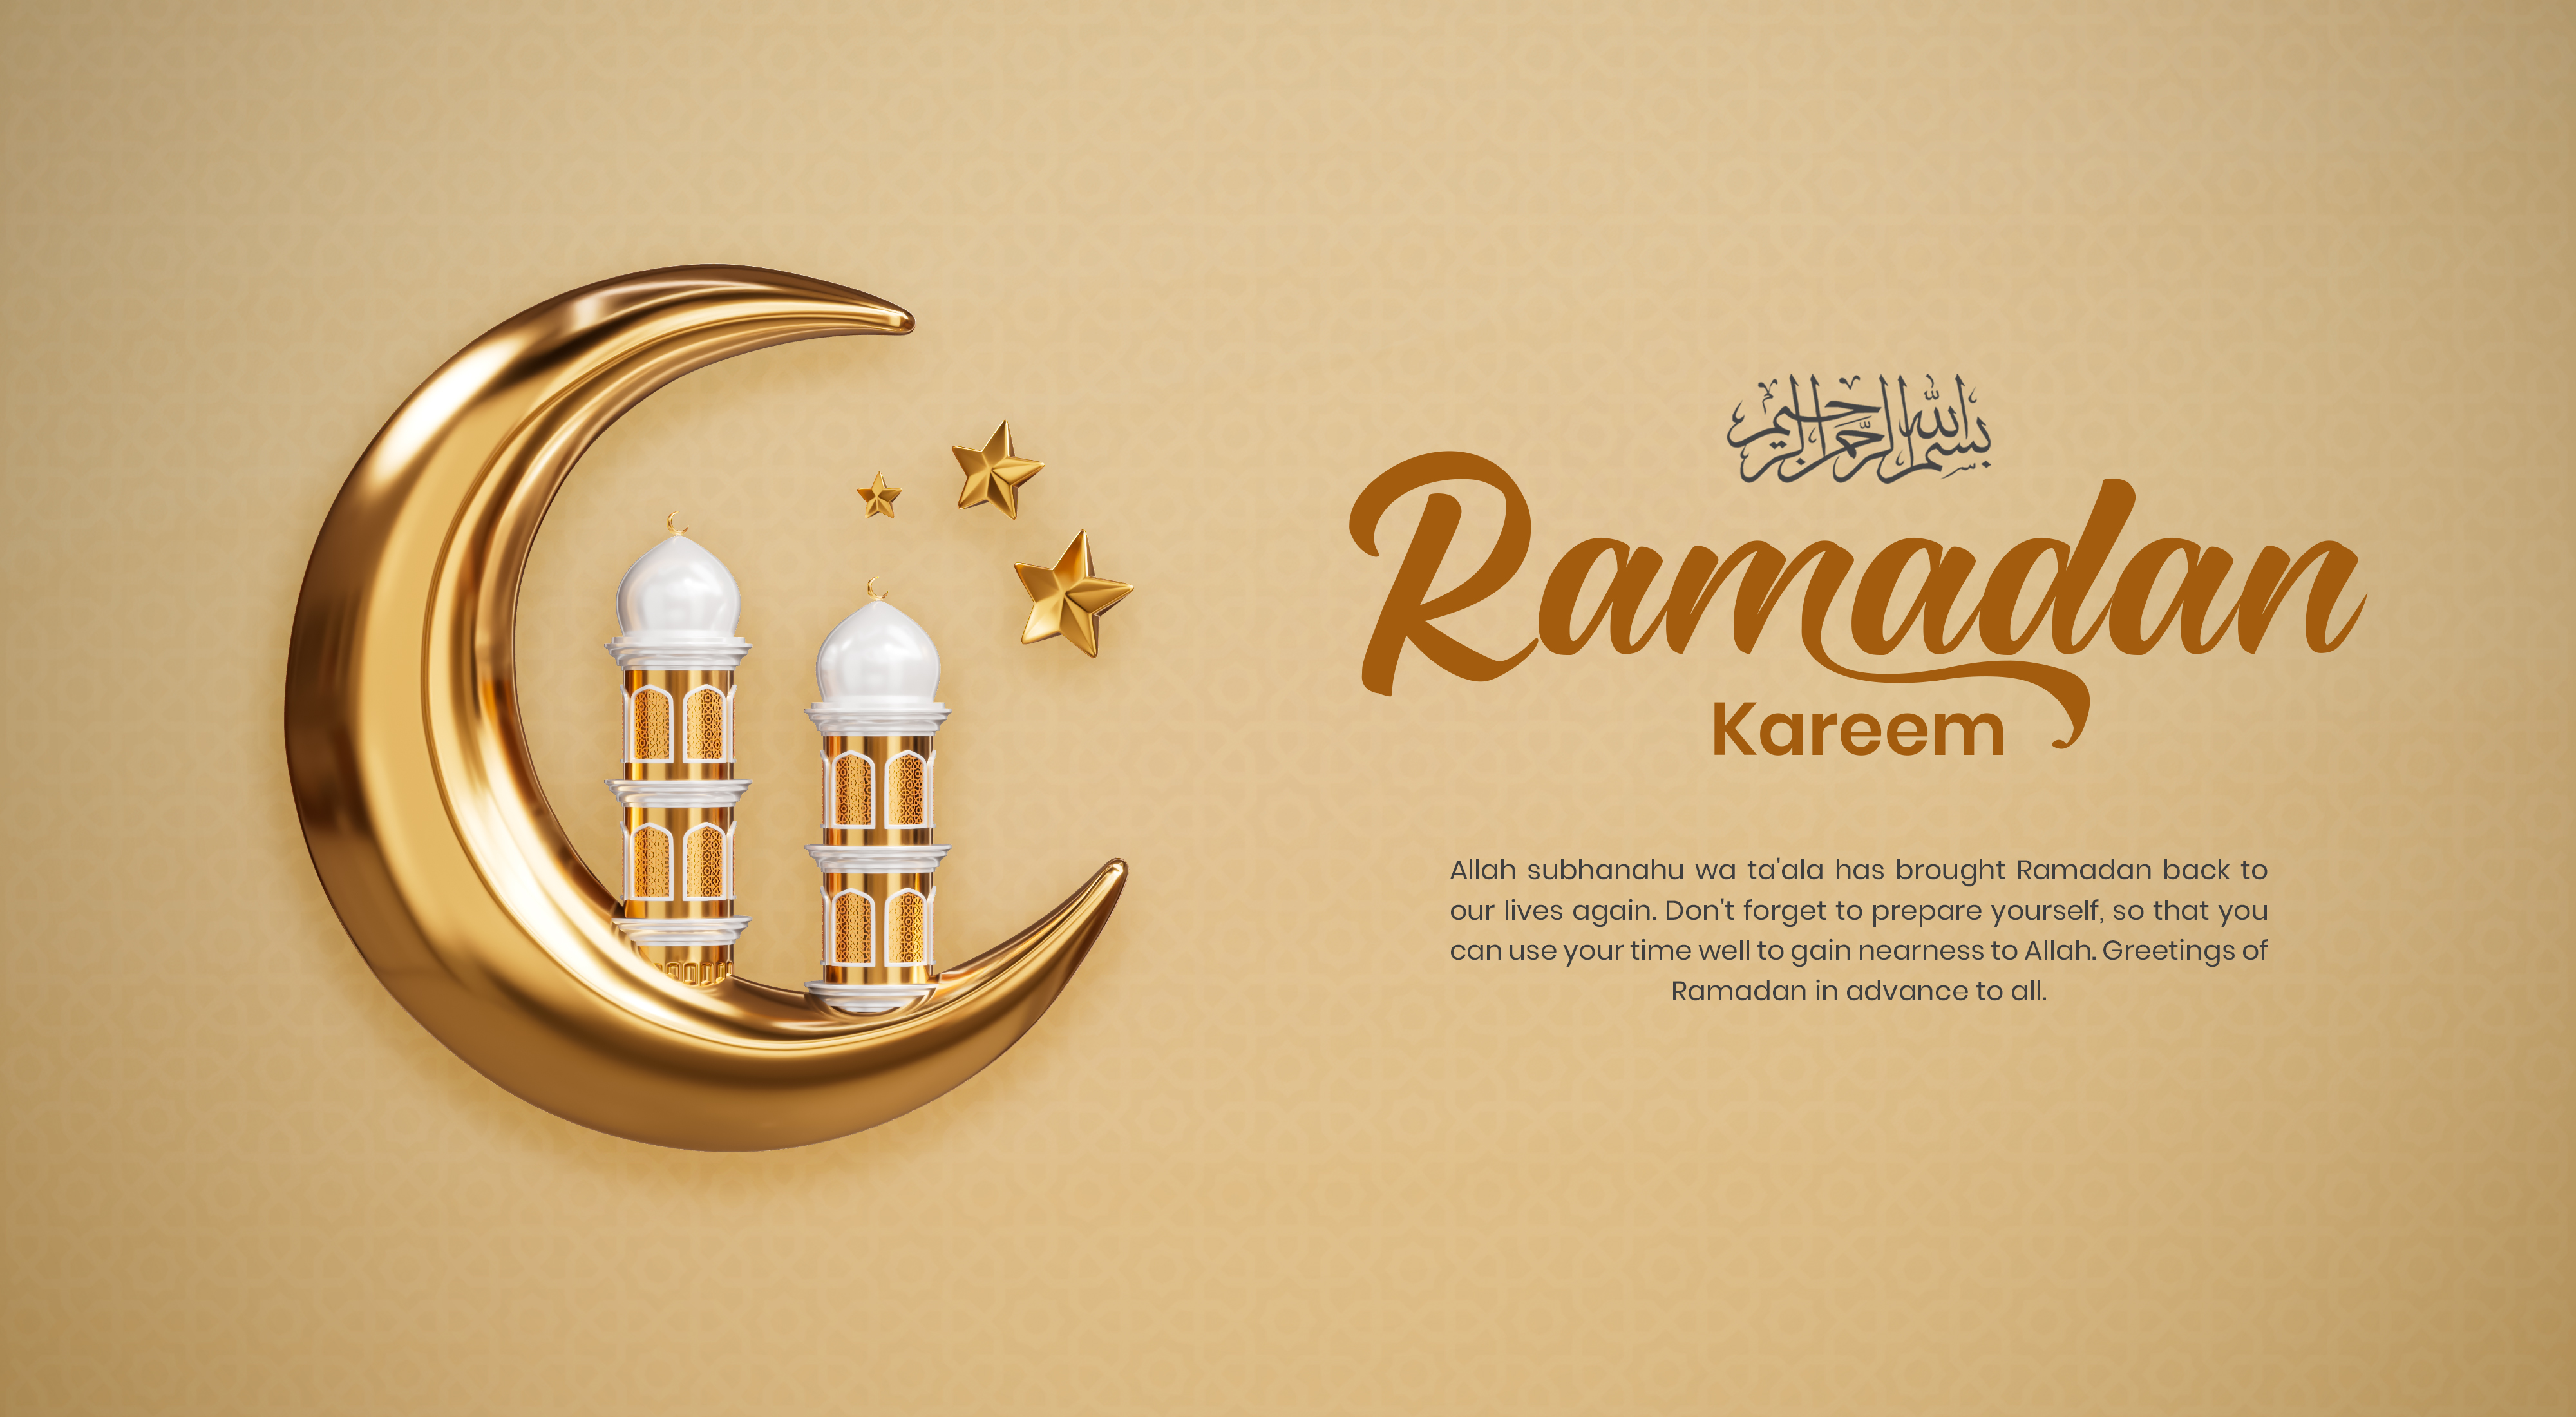 بسم الله الرحمن الرحيم
Ramadan
Kareem
Allah subhanahu wa ta'ala has brought Ramadan back to
our lives again. Don't forget to prepare yourself, so that you
can use your time well to gain nearness to Allah. Greetings of
Ramadan in advance to all.